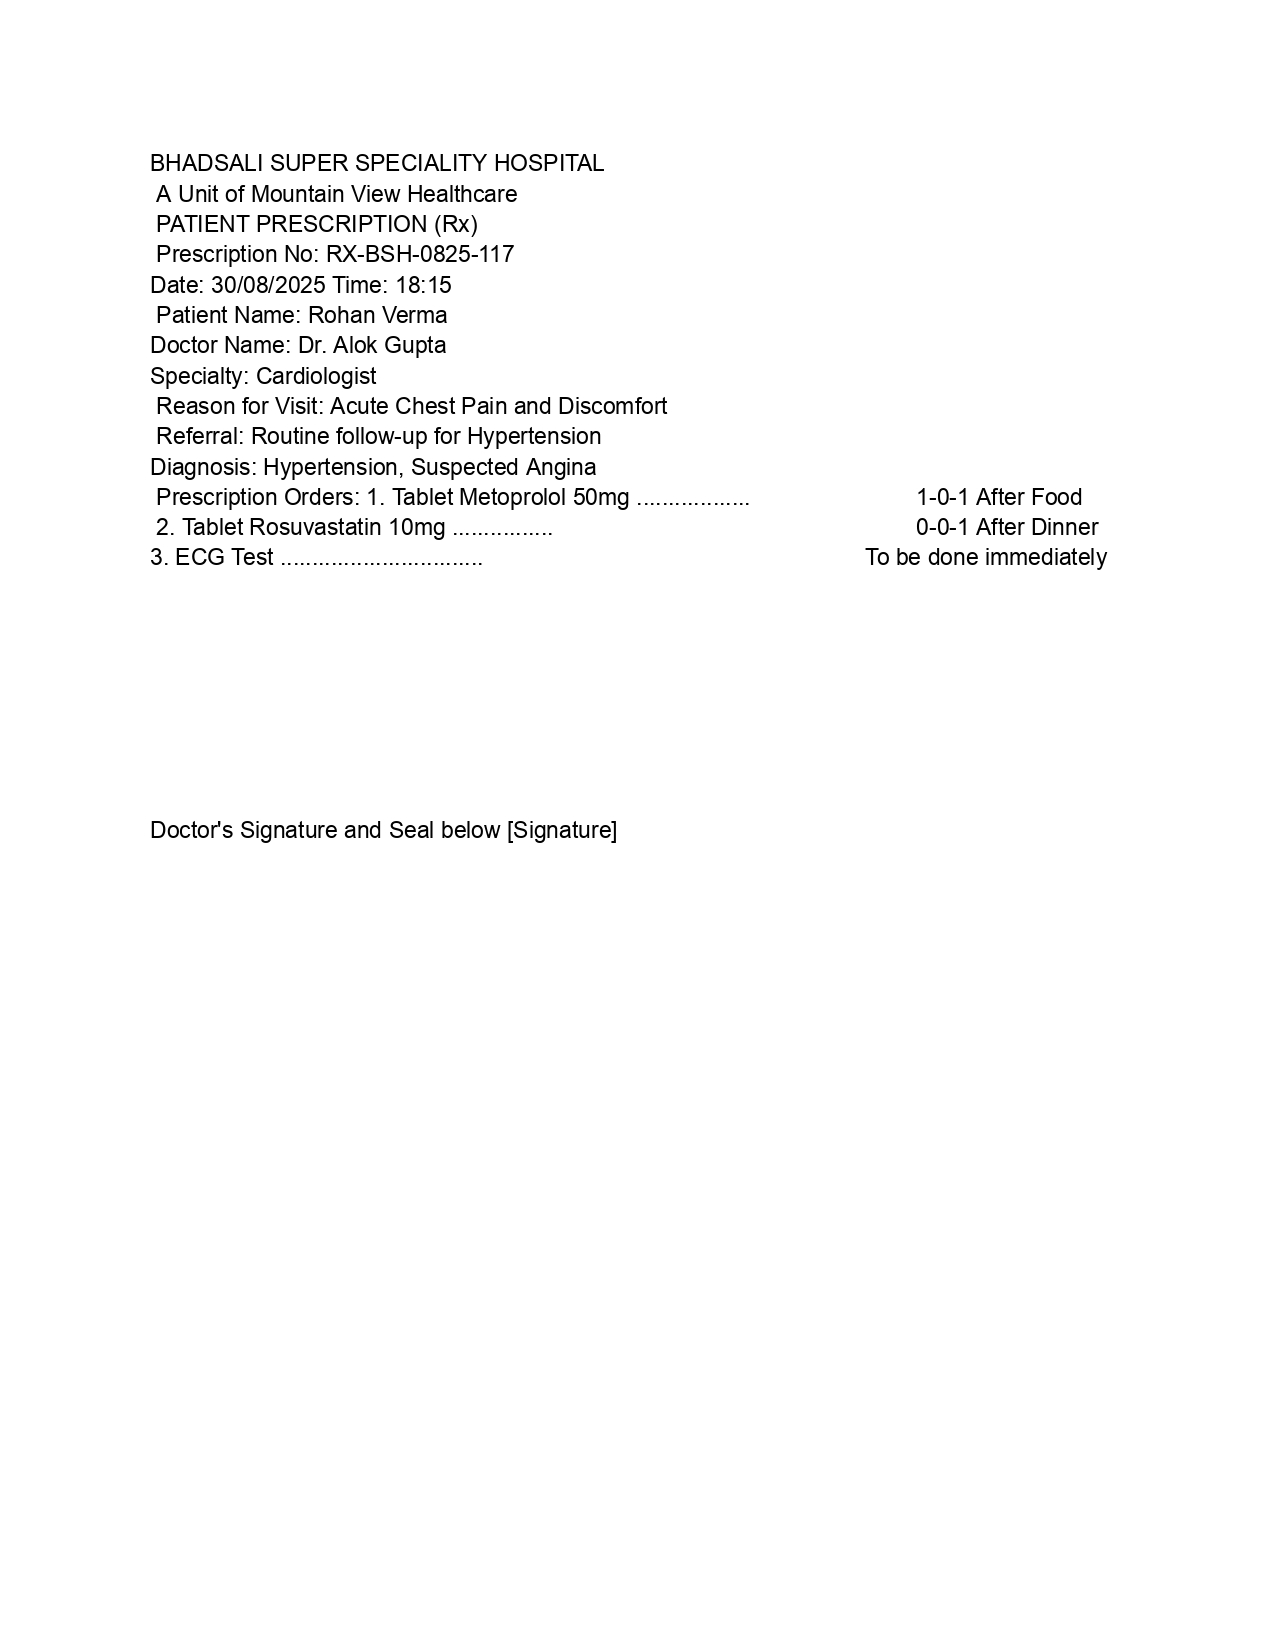 BHADSALI SUPER SPECIALITY HOSPITAL
A Unit of Mountain View Healthcare
PATIENT PRESCRIPTION (Rx)
Prescription No: RX-BSH-0825-117
Date: 30/08/2025 Time: 18:15
Patient Name: Rohan Verma
Doctor Name: Dr. Alok Gupta
Specialty: Cardiologist
Reason for Visit: Acute Chest Pain and Discomfort
Referral: Routine follow-up for Hypertension
Diagnosis: Hypertension, Suspected Angina
Prescription Orders: 1. Tablet Metoprolol 50mg .................. 1-0-1 After Food
2. Tablet Rosuvastatin 10mg ................ 0-0-1 After Dinner
3. ECG Test ................................ To be done immediately
Doctor's Signature and Seal below [Signature]